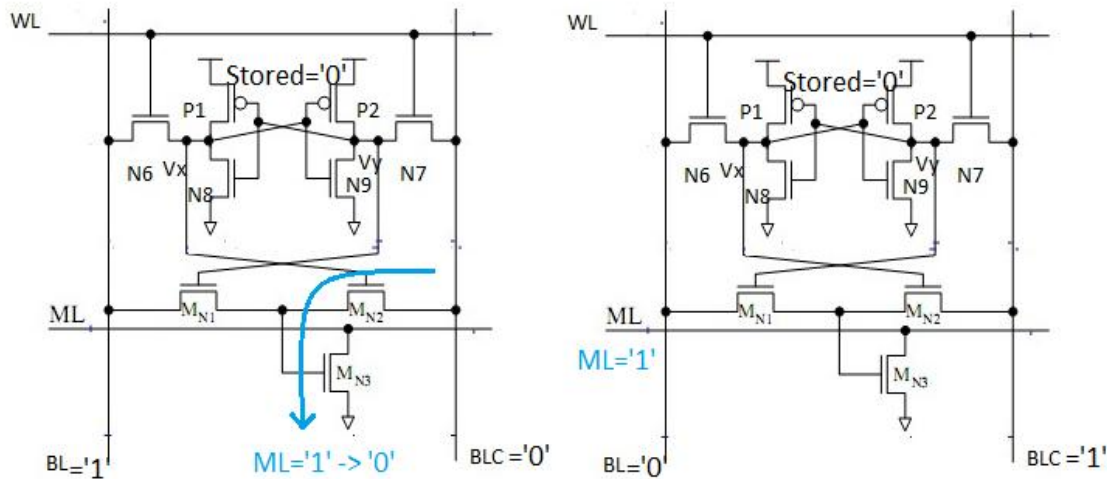 WL
Stored='0'
P1
P2
N6
Vx
N8
Vy
N9
N7
MN1
MN2
ML
MN3
BL='1'
ML='1' -> '0'
BLC='0'
WL
Stored='0'
P1
P2
N6
Vx
N8
Vy
N9
N7
MN1
MN2
ML
ML='1'
MN3
BL='0'
BLC='1'